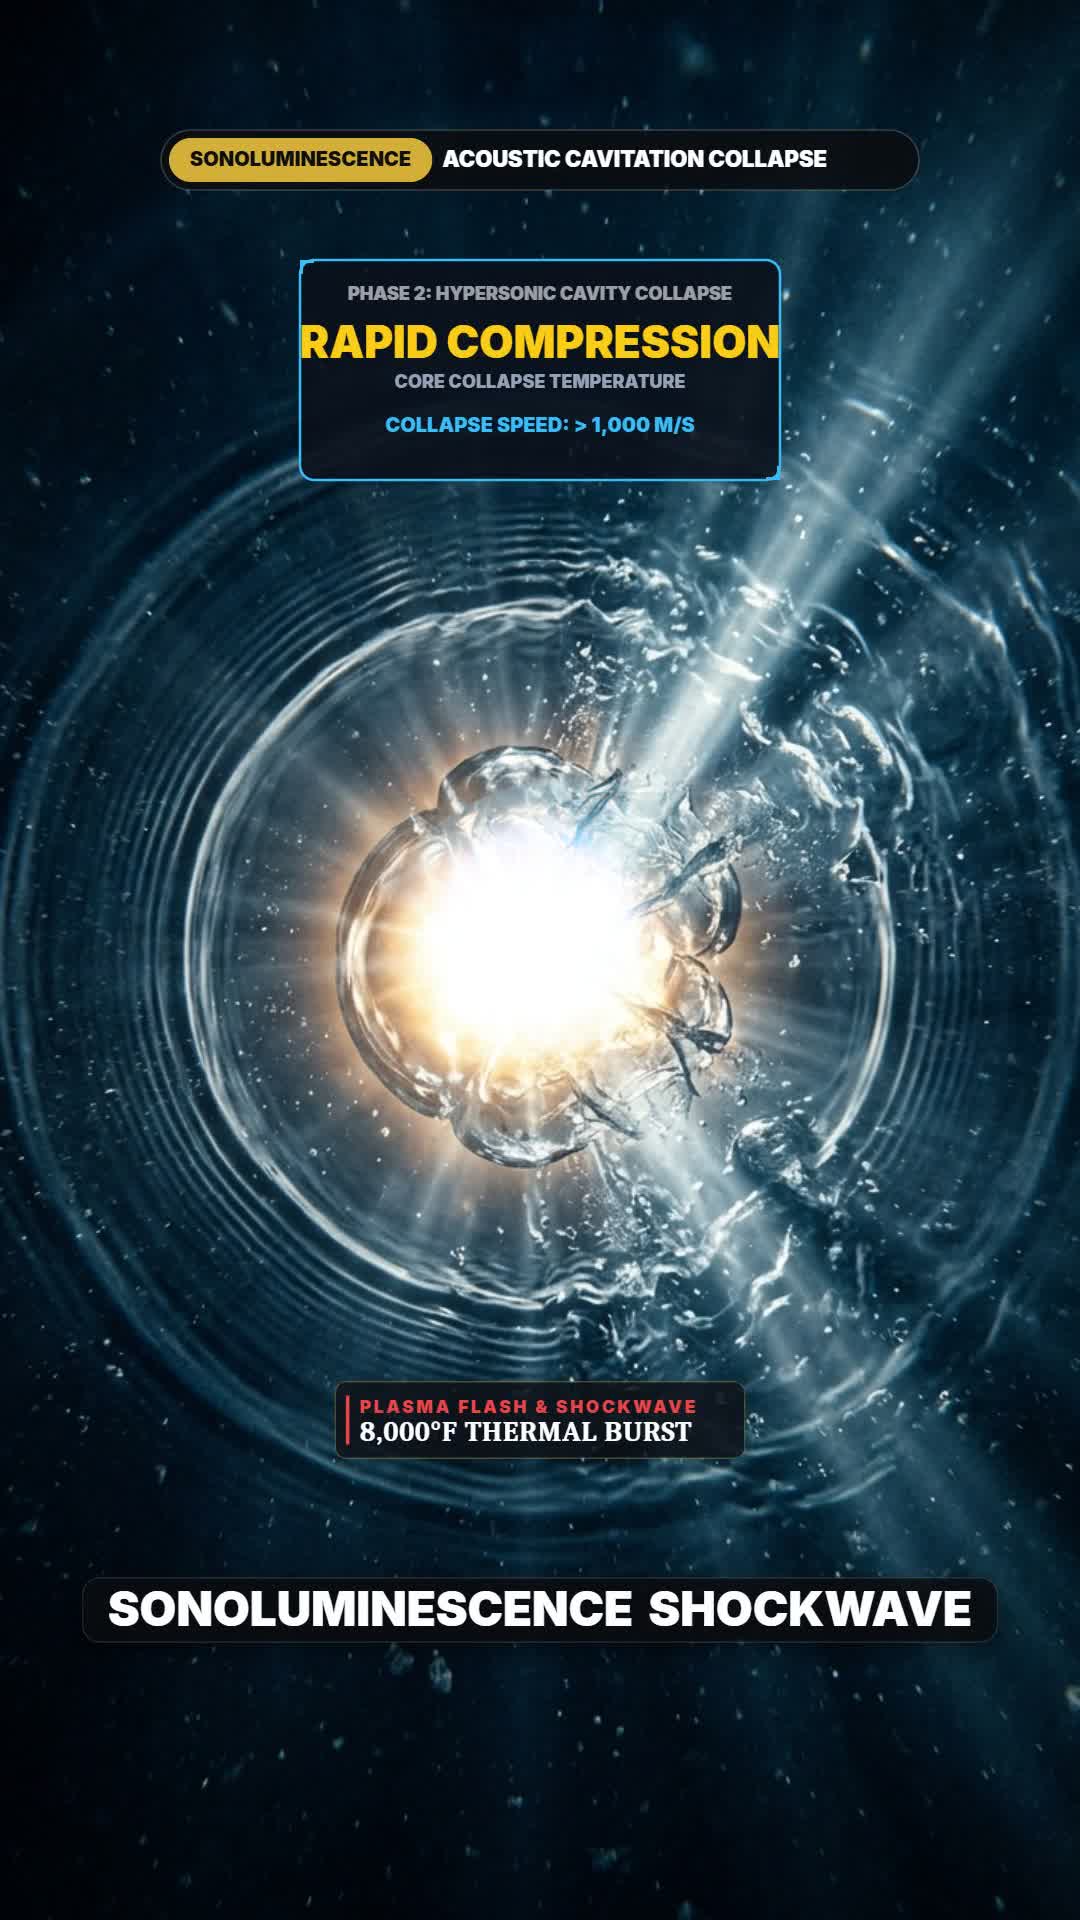 SONOLUMINESCENCE ACOUSTIC CAVITATION COLLAPSE
PHASE 2: HYPERSONIC CAVITY COLLAPSE
RAPID COMPRESSION
CORE COLLAPSE TEMPERATURE
COLLAPSE SPEED: > 1,000 M/S
PLASMA FLASH & SHOCKWAVE
8,000°F THERMAL BURST
SONOLUMINESCENCE SHOCKWAVE